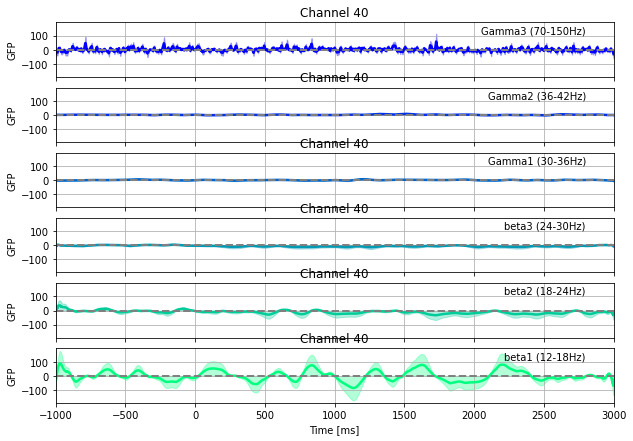 Channel 40
Gamma3 (70-150Hz)
GFP
100
0
−100
Channel 40
Gamma2 (36-42Hz)
GFP
100
0
−100
Channel 40
Gamma1 (30-36Hz)
GFP
100
0
−100
Channel 40
beta3 (24-30Hz)
GFP
100
0
−100
Channel 40
beta2 (18-24Hz)
GFP
100
0
−100
Channel 40
beta1 (12-18Hz)
GFP
100
0
−100
−1000 −500 0 500 1000 1500 2000 2500 3000
Time [ms]